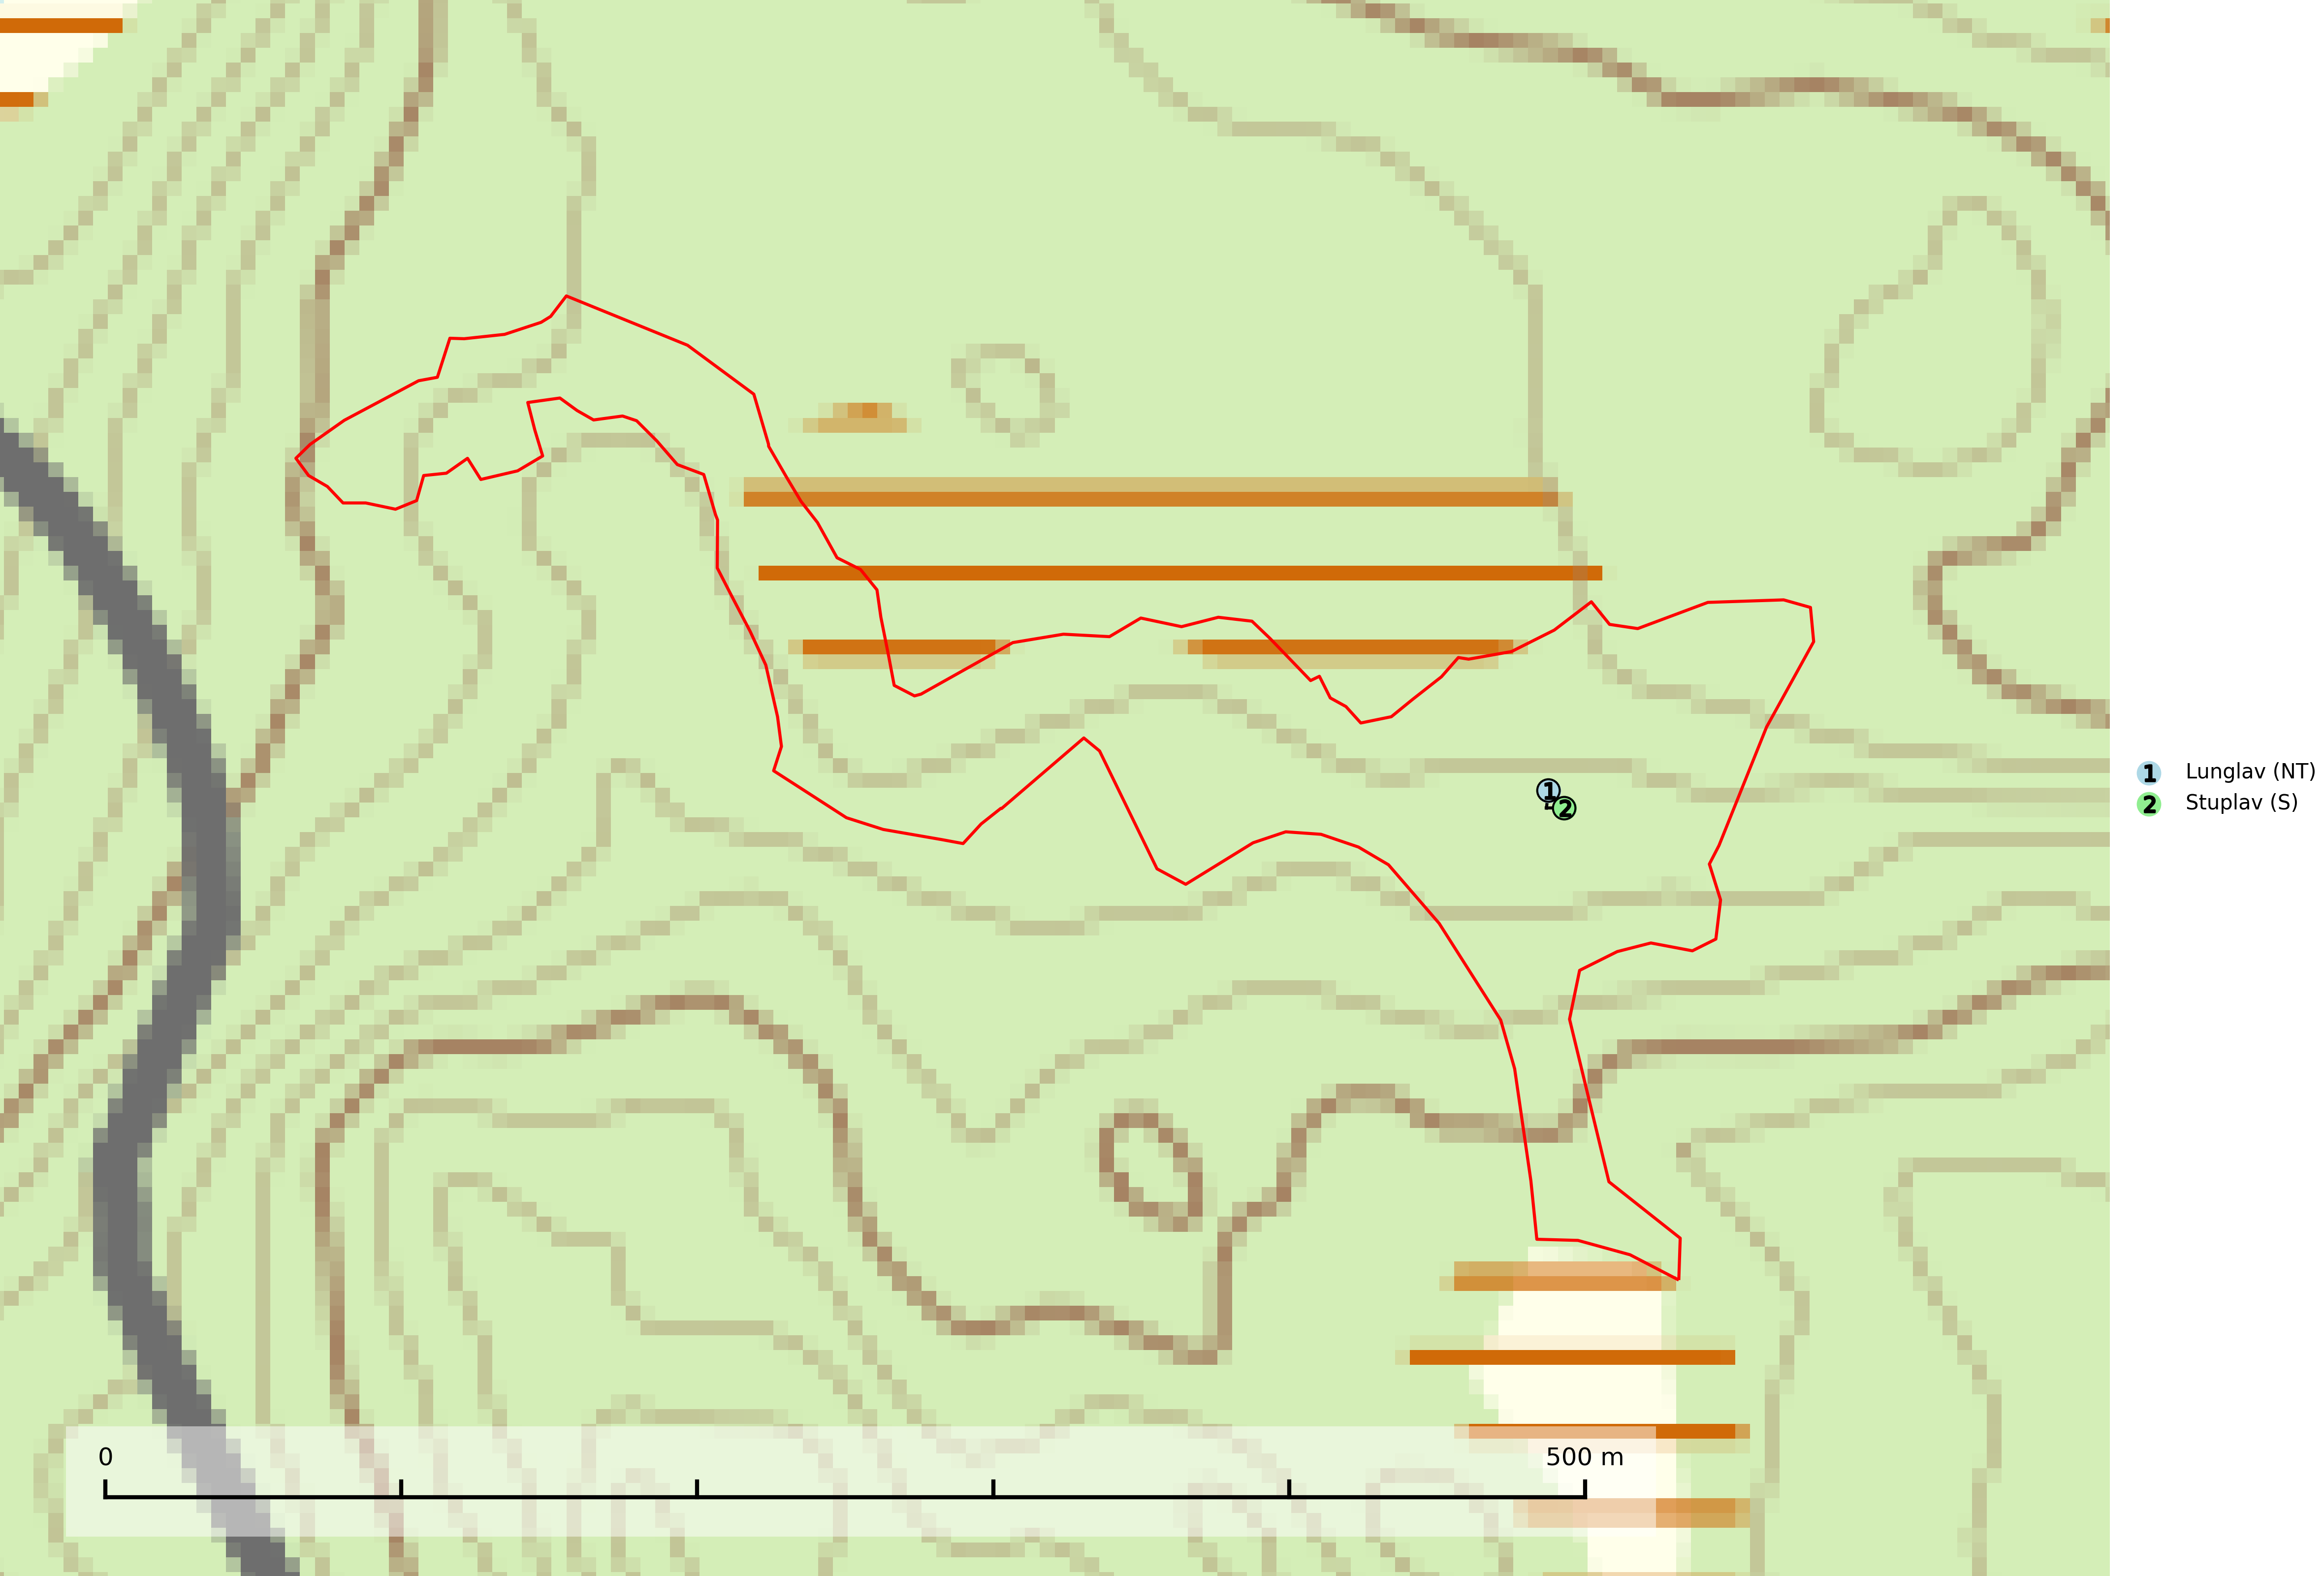 1
2
1 Lunglav (NT)
2 Stuplav (S)
0 500 m